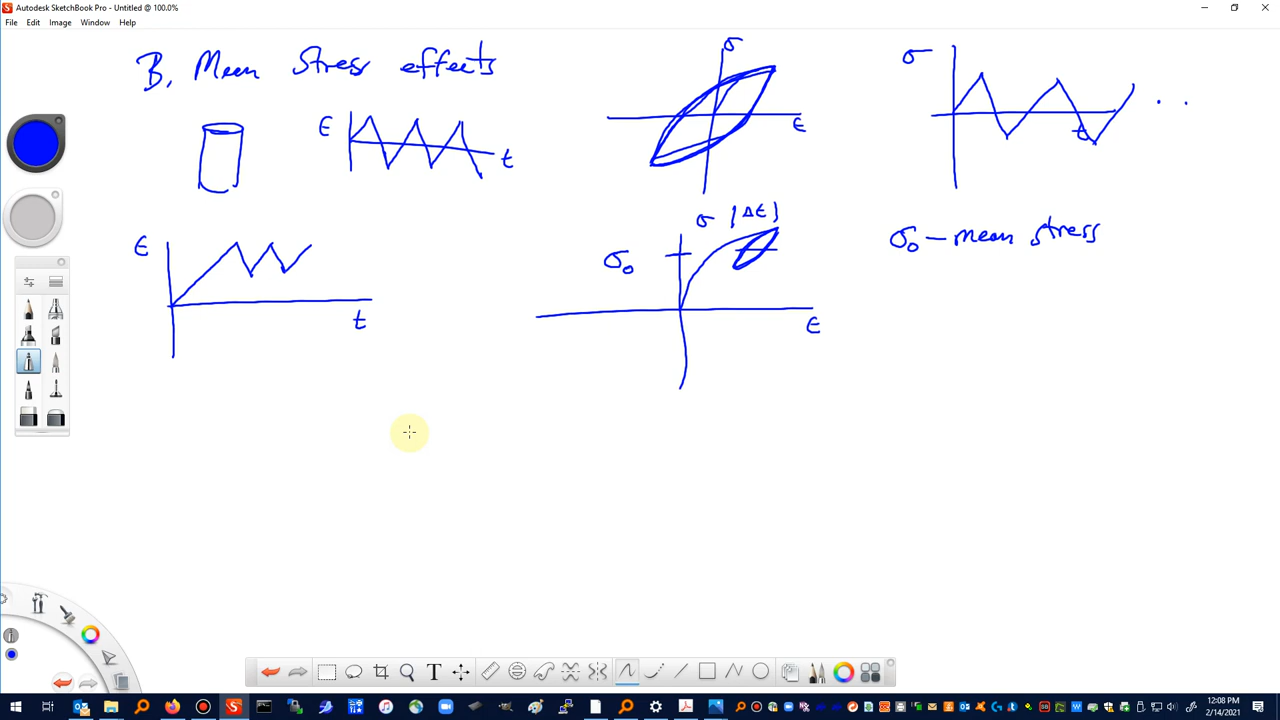 Autodesk SketchBook Pro - Untitled @ 100.0%
File Edit Image Window Help
B. Mean Stress effects
σ
ε
σ
t
ε
t
ε
t
σ |Δε|
σ₀
ε
σ₀ – mean stress
T
12:08 PM
2/14/2021